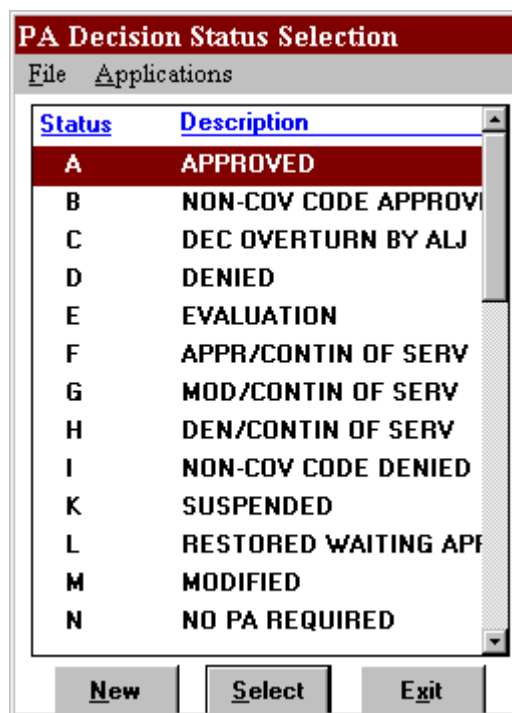 PA Decision Status Selection
File Applications
Status Description
A APPROVED
B NON-COV CODE APPROV
C DEC OVERTURN BY ALJ
D DENIED
E EVALUATION
F APPR/CONTIN OF SERV
G MOD/CONTIN OF SERV
H DEN/CONTIN OF SERV
I NON-COV CODE DENIED
K SUSPENDED
L RESTORED WAITING AP
M MODIFIED
N NO PA REQUIRED
New Select Exit